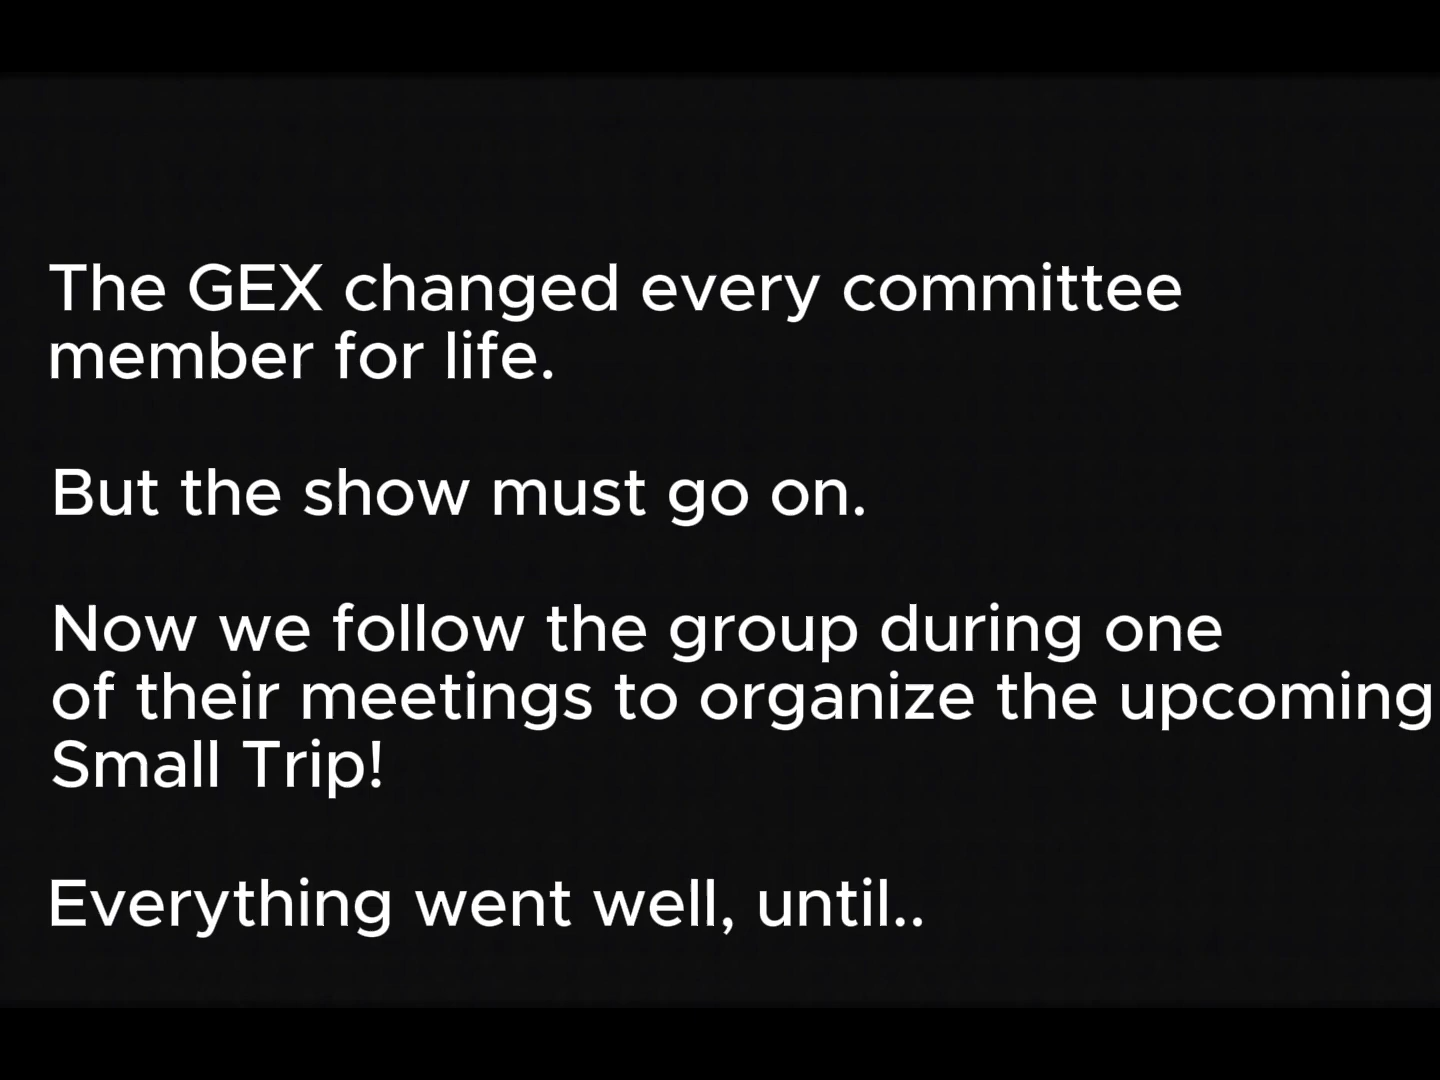 The GEX changed every committee
member for life.
But the show must go on.
Now we follow the group during one
of their meetings to organize the upcoming
Small Trip!
Everything went well, until..